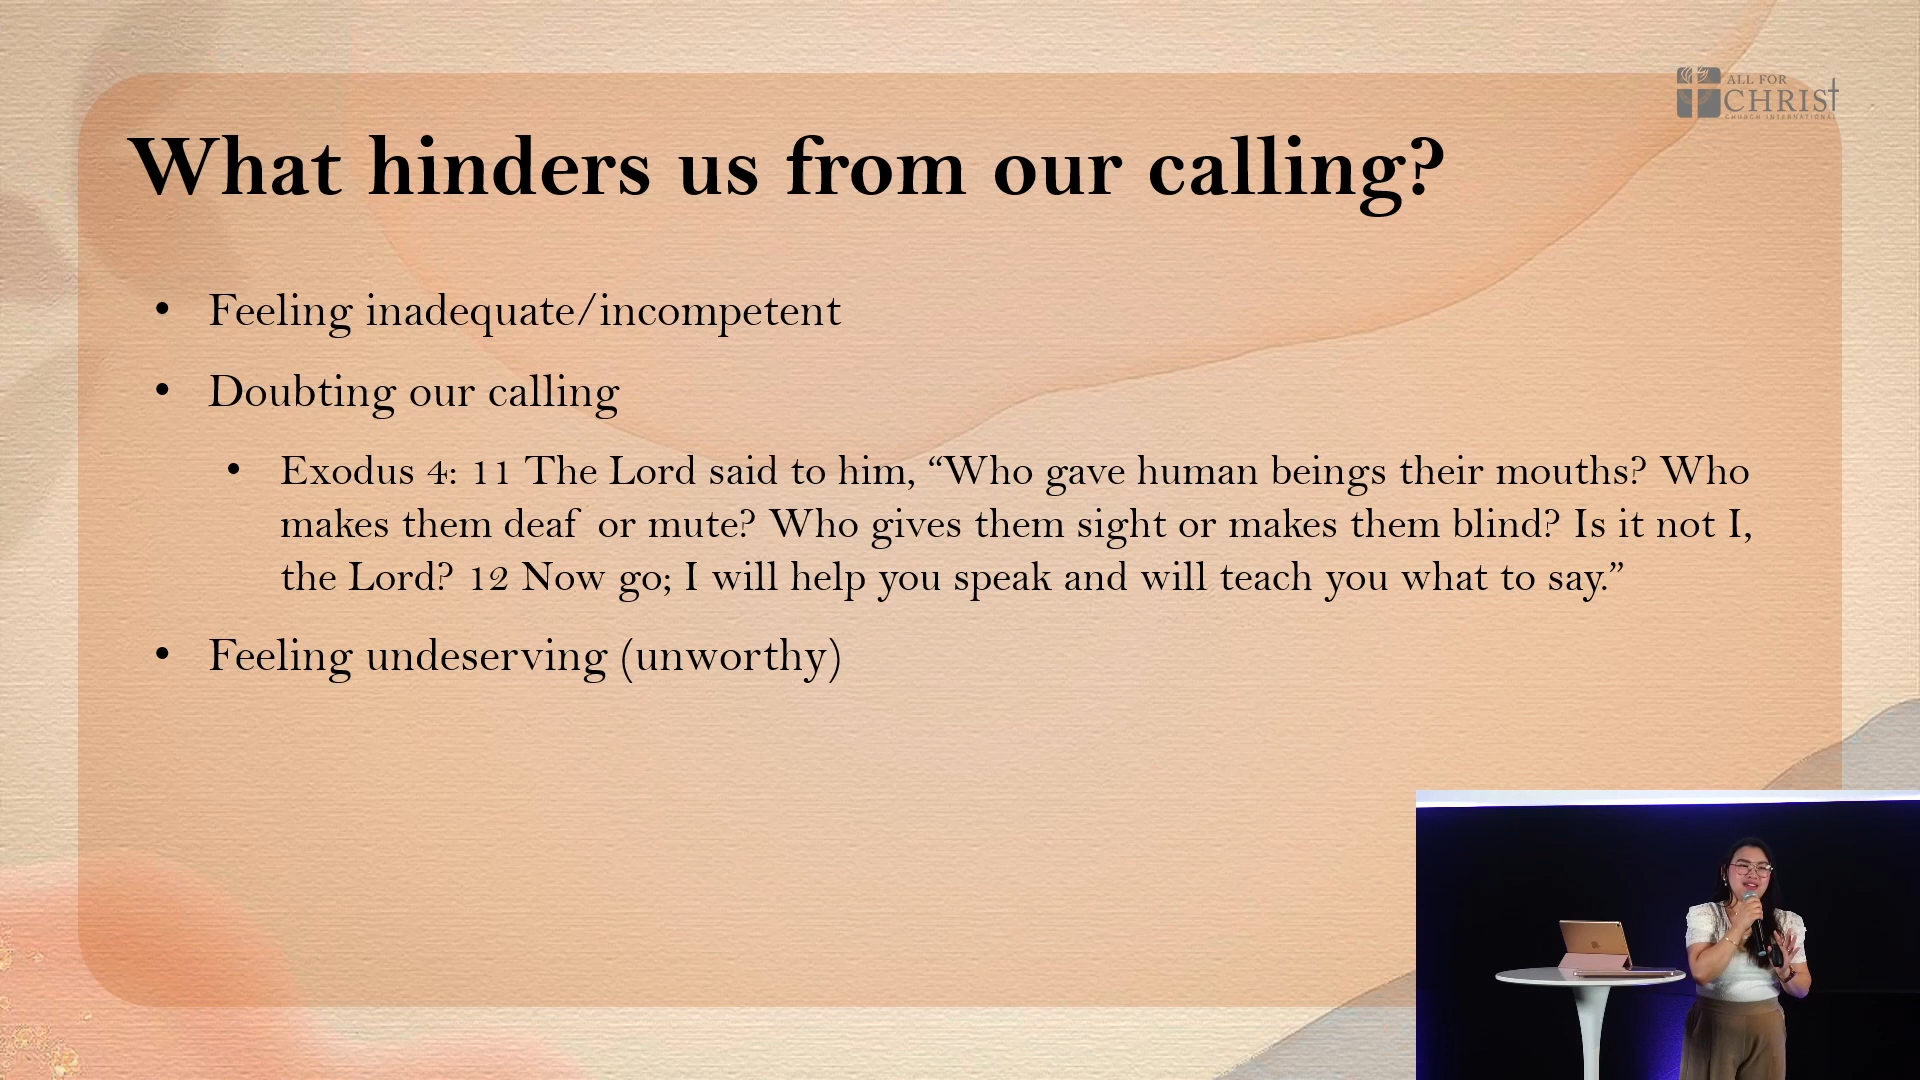 ALL FOR
CHRIST
CHURCH INTERNATIONAL
What hinders us from our calling?
• Feeling inadequate/incompetent
• Doubting our calling
• Exodus 4: 11 The Lord said to him, “Who gave human beings their mouths? Who
makes them deaf  or mute? Who gives them sight or makes them blind? Is it not I,
the Lord? 12 Now go; I will help you speak and will teach you what to say.”
• Feeling undeserving (unworthy)